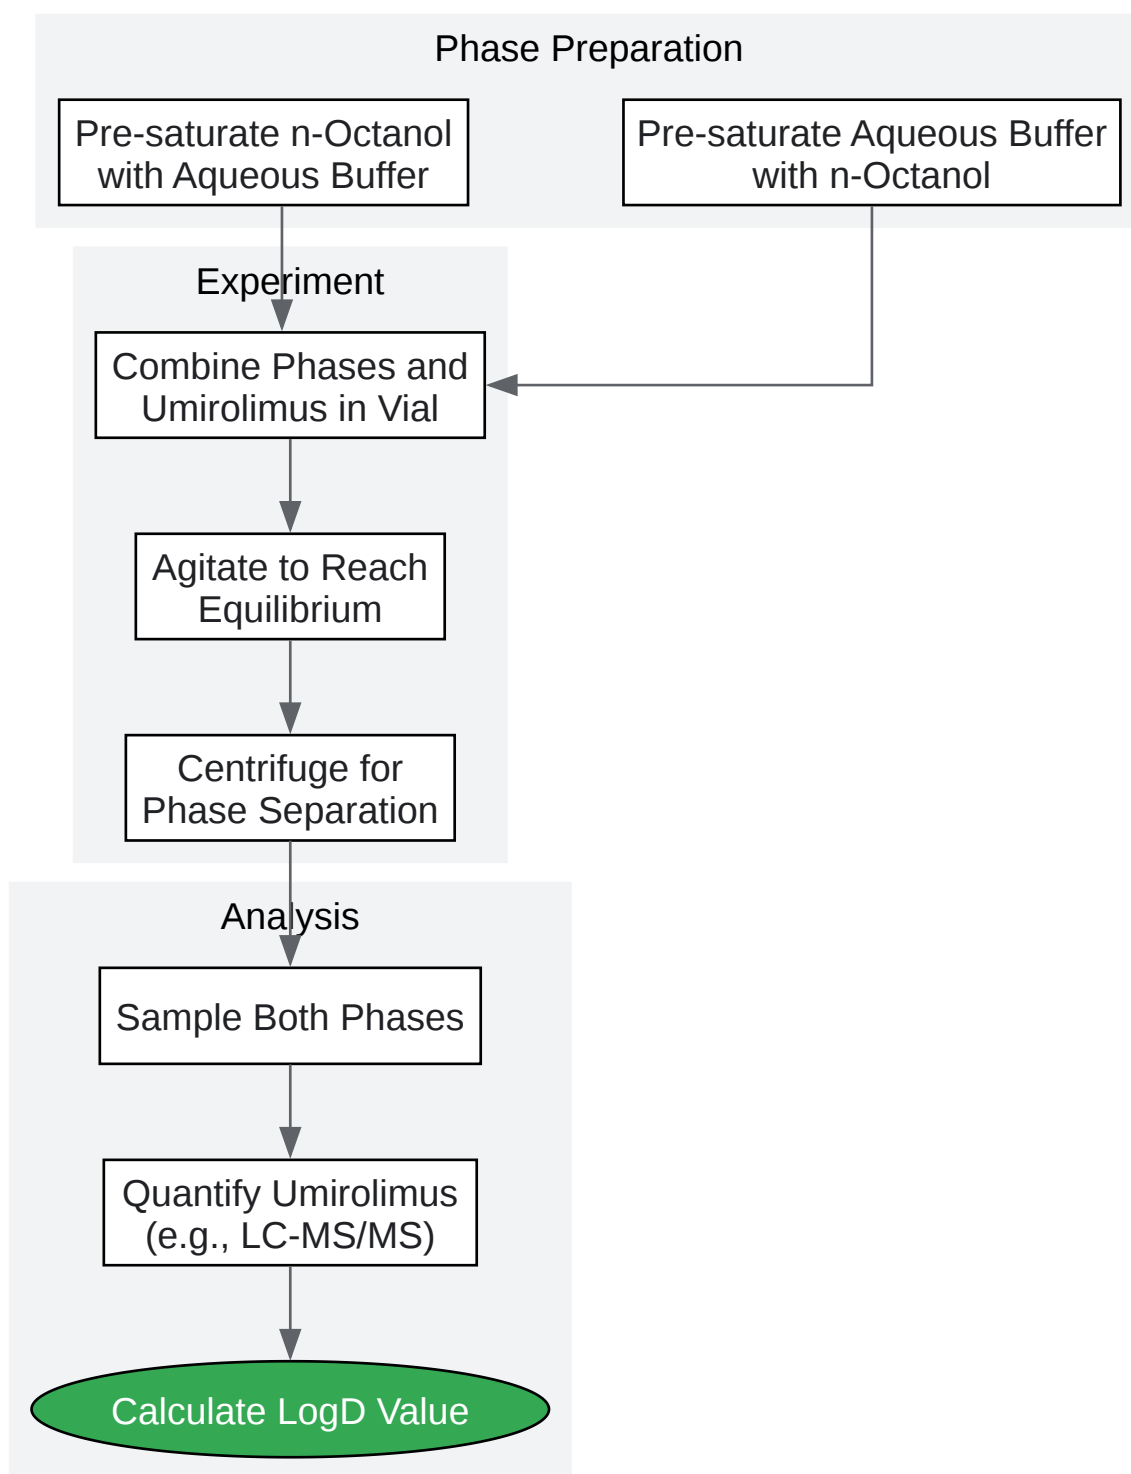 Phase Preparation
Pre-saturate n-Octanol
with Aqueous Buffer
Pre-saturate Aqueous Buffer
with n-Octanol
Experiment
Combine Phases and
Umirolimus in Vial
Agitate to Reach
Equilibrium
Centrifuge for
Phase Separation
Analysis
Sample Both Phases
Quantify Umirolimus
(e.g., LC-MS/MS)
Calculate LogD Value